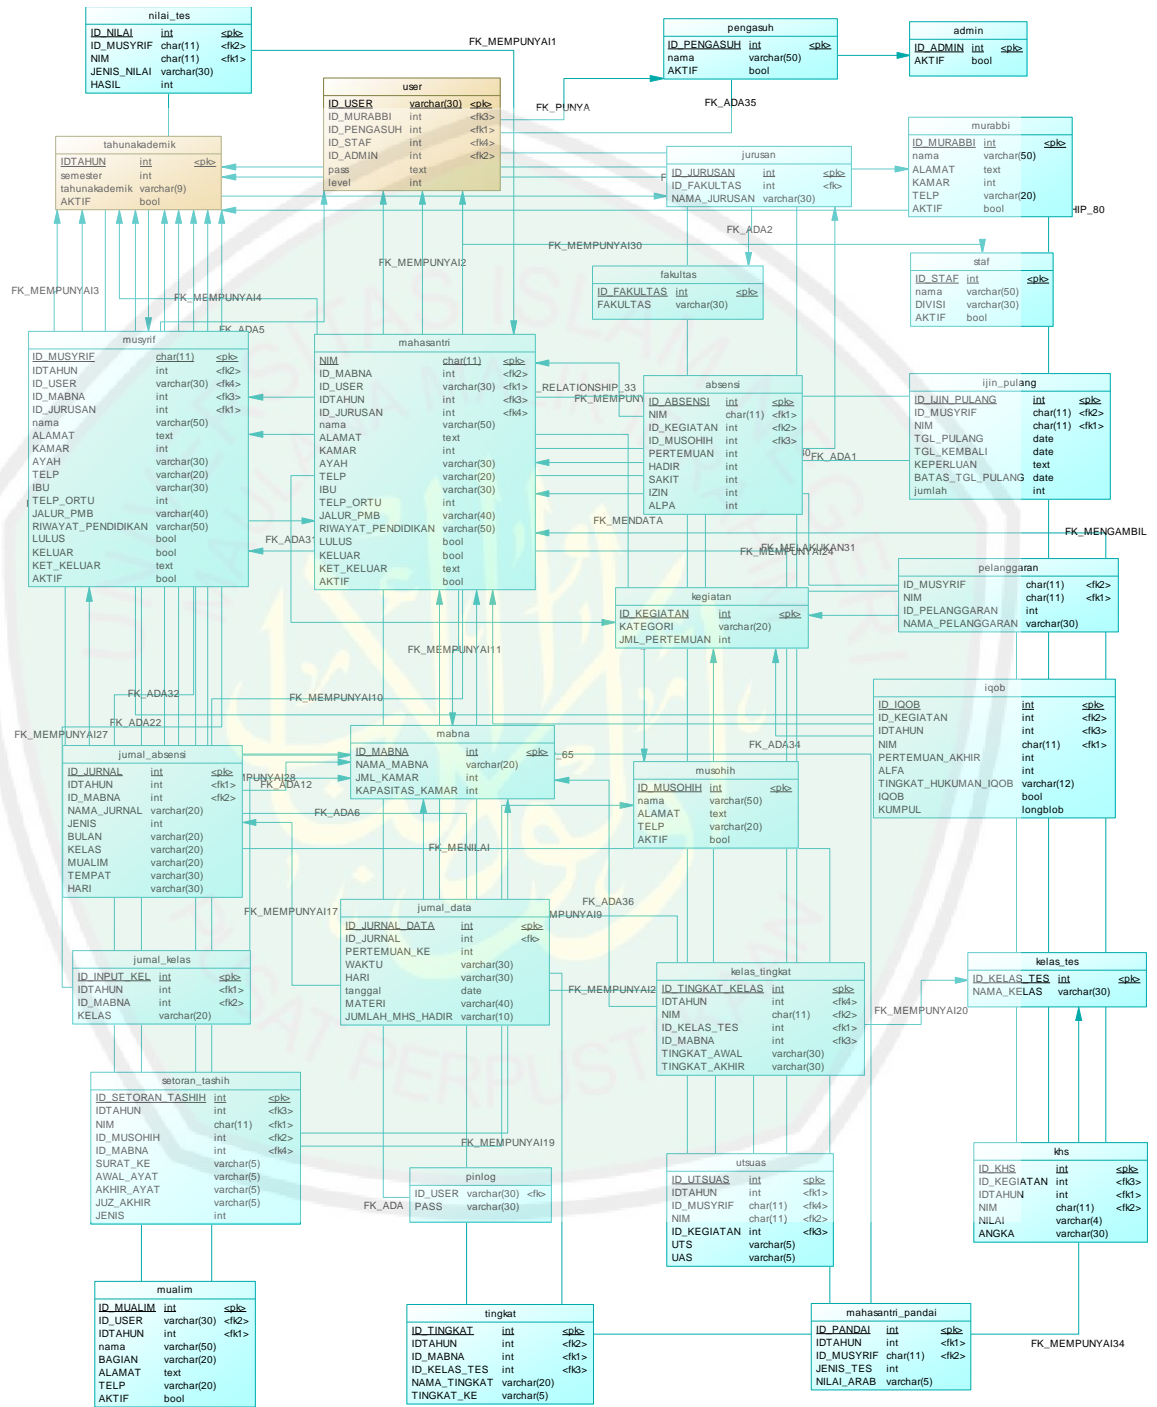 nilai_tes
ID_NILAI int <pk>
ID_MUSYRIF char(11) <fk2>
NIM char(11) <fk1>
JENIS_NILAI varchar(30)
HASIL int
FK_MEMPUNYAI1
pengasuh
ID_PENGASUH int <pk>
nama varchar(50)
AKTIF bool
admin
ID_ADMIN int <pk>
AKTIF bool
user
ID_USER varchar(30) <pk>
ID_MURABBI int <fk3>
ID_PENGASUH int <fk1>
ID_STAF int <fk4>
ID_ADMIN int <fk2>
pass text
level int
FK_PUNYA
FK_ADA35
tahunakademik
IDTAHUN int <pk>
semester int
tahunakademik varchar(9)
AKTIF bool
jurusan
ID_JURUSAN int <pk>
ID_FAKULTAS int <fk>
NAMA_JURUSAN varchar(30)
murabbi
ID_MURABBI int <pk>
nama varchar(50)
ALAMAT text
KAMAR int
TELP varchar(20)
AKTIF bool
HIP_80
FK_ADA2
FK_MEMPUNYAI30
FK_MEMPUNYAI2
FK_MEMPUNYAI3
FK_MEMPUNYAI4
FK_ADA5
fakultas
ID_FAKULTAS int <pk>
FAKULTAS varchar(30)
staf
ID_STAF int <pk>
nama varchar(50)
DIVISI varchar(30)
AKTIF bool
musyrif
ID_MUSYRIF char(11) <pk>
IDTAHUN int <fk2>
ID_USER varchar(30) <fk4>
ID_MABNA int <fk3>
ID_JURUSAN int <fk1>
nama varchar(50)
ALAMAT text
KAMAR int
AYAH varchar(30)
TELP varchar(20)
IBU varchar(30)
TELP_ORTU int
JALUR_PMB varchar(40)
RIWAYAT_PENDIDIKAN varchar(50)
LULUS bool
KELUAR bool
KET_KELUAR text
AKTIF bool
mahasantri
NIM char(11) <pk>
ID_MABNA int <fk2>
ID_USER varchar(30) <fk1>
IDTAHUN int <fk3>
ID_JURUSAN int <fk4>
nama varchar(50)
ALAMAT text
KAMAR int
AYAH varchar(30)
TELP varchar(20)
IBU varchar(30)
TELP_ORTU int
JALUR_PMB varchar(40)
RIWAYAT_PENDIDIKAN varchar(50)
LULUS bool
KELUAR bool
KET_KELUAR text
AKTIF bool
_RELATIONSHIP_33
FK_MEMPUN
absensi
ID_ABSENSI int <pk>
NIM char(11) <fk1>
ID_KEGIATAN int <fk2>
ID_MUSOHIH int <fk3>
PERTEMUAN int
HADIR int
SAKIT int
IZIN int
ALPA int
ijin_pulang
ID_IJIN_PULANG int <pk>
ID_MUSYRIF char(11) <fk2>
NIM char(11) <fk1>
TGL_PULANG date
TGL_KEMBALI date
KEPERLUAN text
BATAS_TGL_PULANG date
jumlah int
FK_ADA1
FK_ADA31
FK_MENDATA
FK_MELAKUKAN31
FK_MEMPUNYAI24
FK_MENGAMBIL
pelanggaran
ID_MUSYRIF char(11) <fk2>
NIM char(11) <fk1>
ID_PELANGGARAN int
NAMA_PELANGGARAN varchar(30)
kegiatan
ID_KEGIATAN int <pk>
KATEGORI varchar(20)
JML_PERTEMUAN int
FK_MEMPUNYAI11
FK_ADA32
FK_MEMPUNYAI10
FK_ADA22
FK_MEMPUNYAI27
iqob
ID_IQOB int <pk>
ID_KEGIATAN int <fk2>
IDTAHUN int <fk3>
NIM char(11) <fk1>
PERTEMUAN_AKHIR int
ALFA int
TINGKAT_HUKUMAN_IQOB varchar(12)
IQOB bool
KUMPUL longblob
mabna
ID_MABNA int <pk>
NAMA_MABNA varchar(20)
JML_KAMAR int
KAPASITAS_KAMAR int
_65
FK_ADA34
jurnal_absensi
ID_JURNAL int <pk>
IDTAHUN int <fk1>
ID_MABNA int <fk2>
NAMA_JURNAL varchar(20)
JENIS int
BULAN varchar(20)
KELAS varchar(20)
MUALIM varchar(20)
TEMPAT varchar(30)
HARI varchar(30)
MPUNYAI28
FK_ADA12
FK_ADA6
musohih
ID_MUSOHIH int <pk>
nama varchar(50)
ALAMAT text
TELP varchar(20)
AKTIF bool
FK_MENILAI
FK_MEMPUNYAI17
FK_ADA36
MPUNYAI9
jurnal_data
ID_JURNAL_DATA int <pk>
ID_JURNAL int <fk>
PERTEMUAN_KE int
WAKTU varchar(30)
HARI varchar(30)
tanggal date
MATERI varchar(40)
JUMLAH_MHS_HADIR varchar(10)
jurnal_kelas
ID_INPUT_KEL int <pk>
IDTAHUN int <fk1>
ID_MABNA int <fk2>
KELAS varchar(20)
FK_MEMPUNYAI2
kelas_tingkat
ID_TINGKAT_KELAS int <pk>
IDTAHUN int <fk4>
NIM char(11) <fk2>
ID_KELAS_TES int <fk1>
ID_MABNA int <fk3>
TINGKAT_AWAL varchar(30)
TINGKAT_AKHIR varchar(30)
kelas_tes
ID_KELAS_TES int <pk>
NAMA_KELAS varchar(30)
FK_MEMPUNYAI20
setoran_tashih
ID_SETORAN_TASHIH int <pk>
IDTAHUN int <fk3>
NIM char(11) <fk1>
ID_MUSOHIH int <fk2>
ID_MABNA int <fk4>
SURAT_KE varchar(5)
AWAL_AYAT varchar(5)
AKHIR_AYAT varchar(5)
JUZ_AKHIR varchar(5)
JENIS int
FK_MEMPUNYAI19
pinlog
ID_USER varchar(30) <fk>
PASS varchar(30)
FK_ADA
utsuas
ID_UTSUAS int <pk>
IDTAHUN int <fk1>
ID_MUSYRIF char(11) <fk4>
NIM char(11) <fk2>
ID_KEGIATAN int <fk3>
UTS varchar(5)
UAS varchar(5)
khs
ID_KHS int <pk>
ID_KEGIATAN int <fk3>
IDTAHUN int <fk1>
NIM char(11) <fk2>
NILAI varchar(4)
ANGKA varchar(30)
mualim
ID_MUALIM int <pk>
ID_USER varchar(30) <fk2>
IDTAHUN int <fk1>
nama varchar(50)
BAGIAN varchar(20)
ALAMAT text
TELP varchar(20)
AKTIF bool
tingkat
ID_TINGKAT int <pk>
IDTAHUN int <fk2>
ID_MABNA int <fk1>
ID_KELAS_TES int <fk3>
NAMA_TINGKAT varchar(20)
TINGKAT_KE varchar(5)
mahasantri_pandai
ID_PANDAI int <pk>
IDTAHUN int <fk1>
ID_MUSYRIF char(11) <fk2>
JENIS_TES int
NILAI_ARAB varchar(5)
FK_MEMPUNYAI34